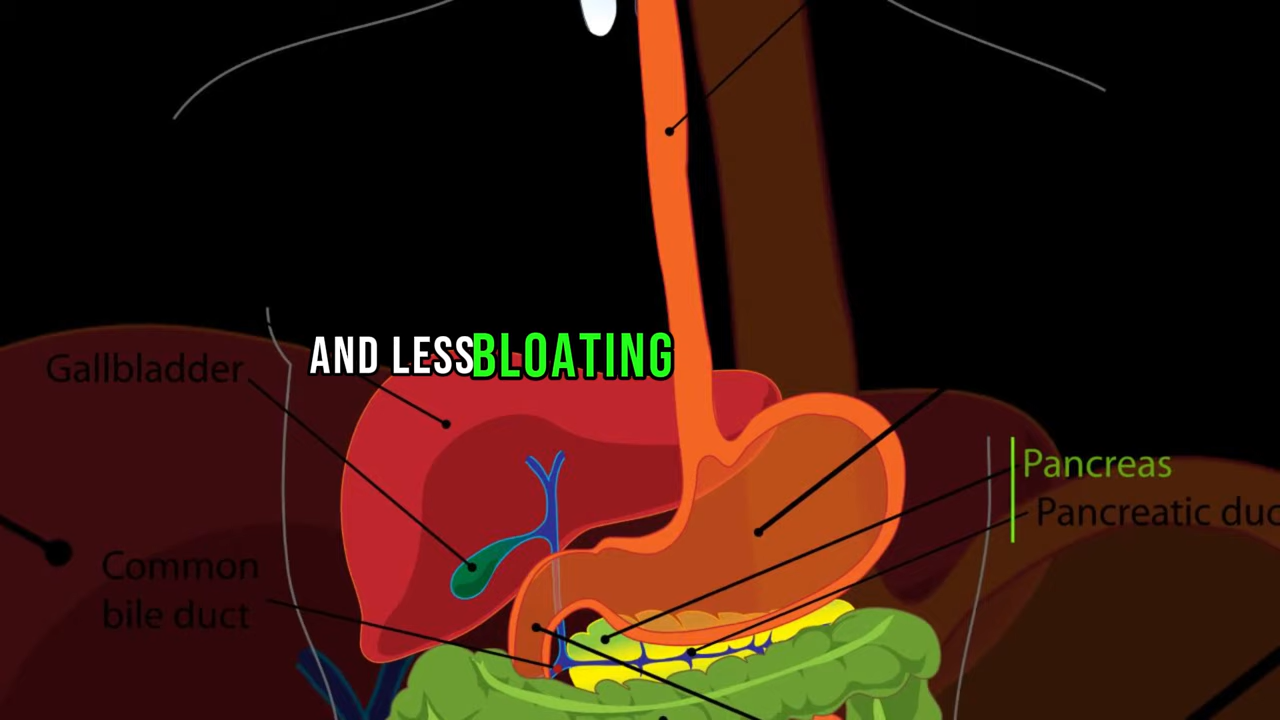 AND LESS BLOATING
Gallbladder
Pancreas
Pancreatic duc
Common
bile duct